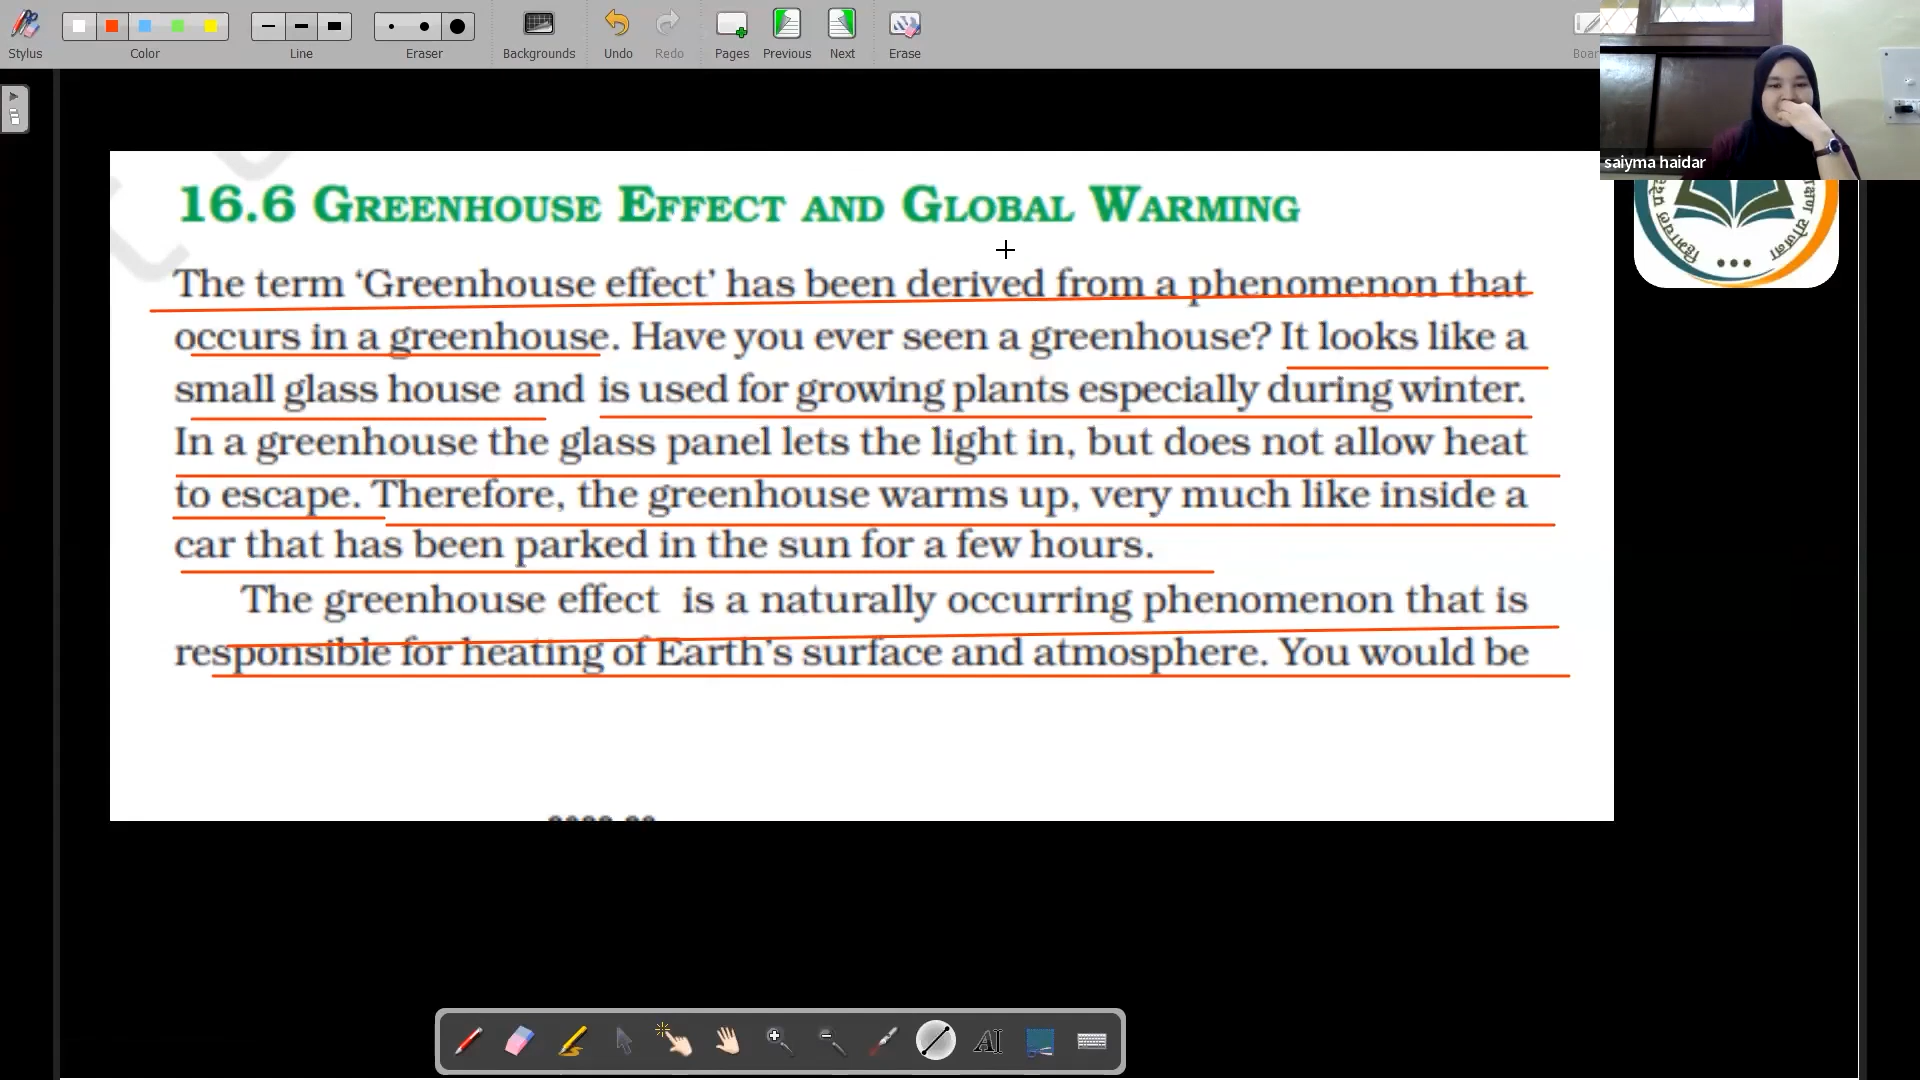 Stylus Color Line Eraser Backgrounds Undo Redo Pages Previous Next Erase
saiyma haidar
16.6 GREENHOUSE EFFECT AND GLOBAL WARMING
The term ‘Greenhouse effect’ has been derived from a phenomenon that
occurs in a greenhouse. Have you ever seen a greenhouse? It looks like a
small glass house and is used for growing plants especially during winter.
In a greenhouse the glass panel lets the light in, but does not allow heat
to escape. Therefore, the greenhouse warms up, very much like inside a
car that has been parked in the sun for a few hours.
The greenhouse effect is a naturally occurring phenomenon that is
responsible for heating of Earth’s surface and atmosphere. You would be
AI